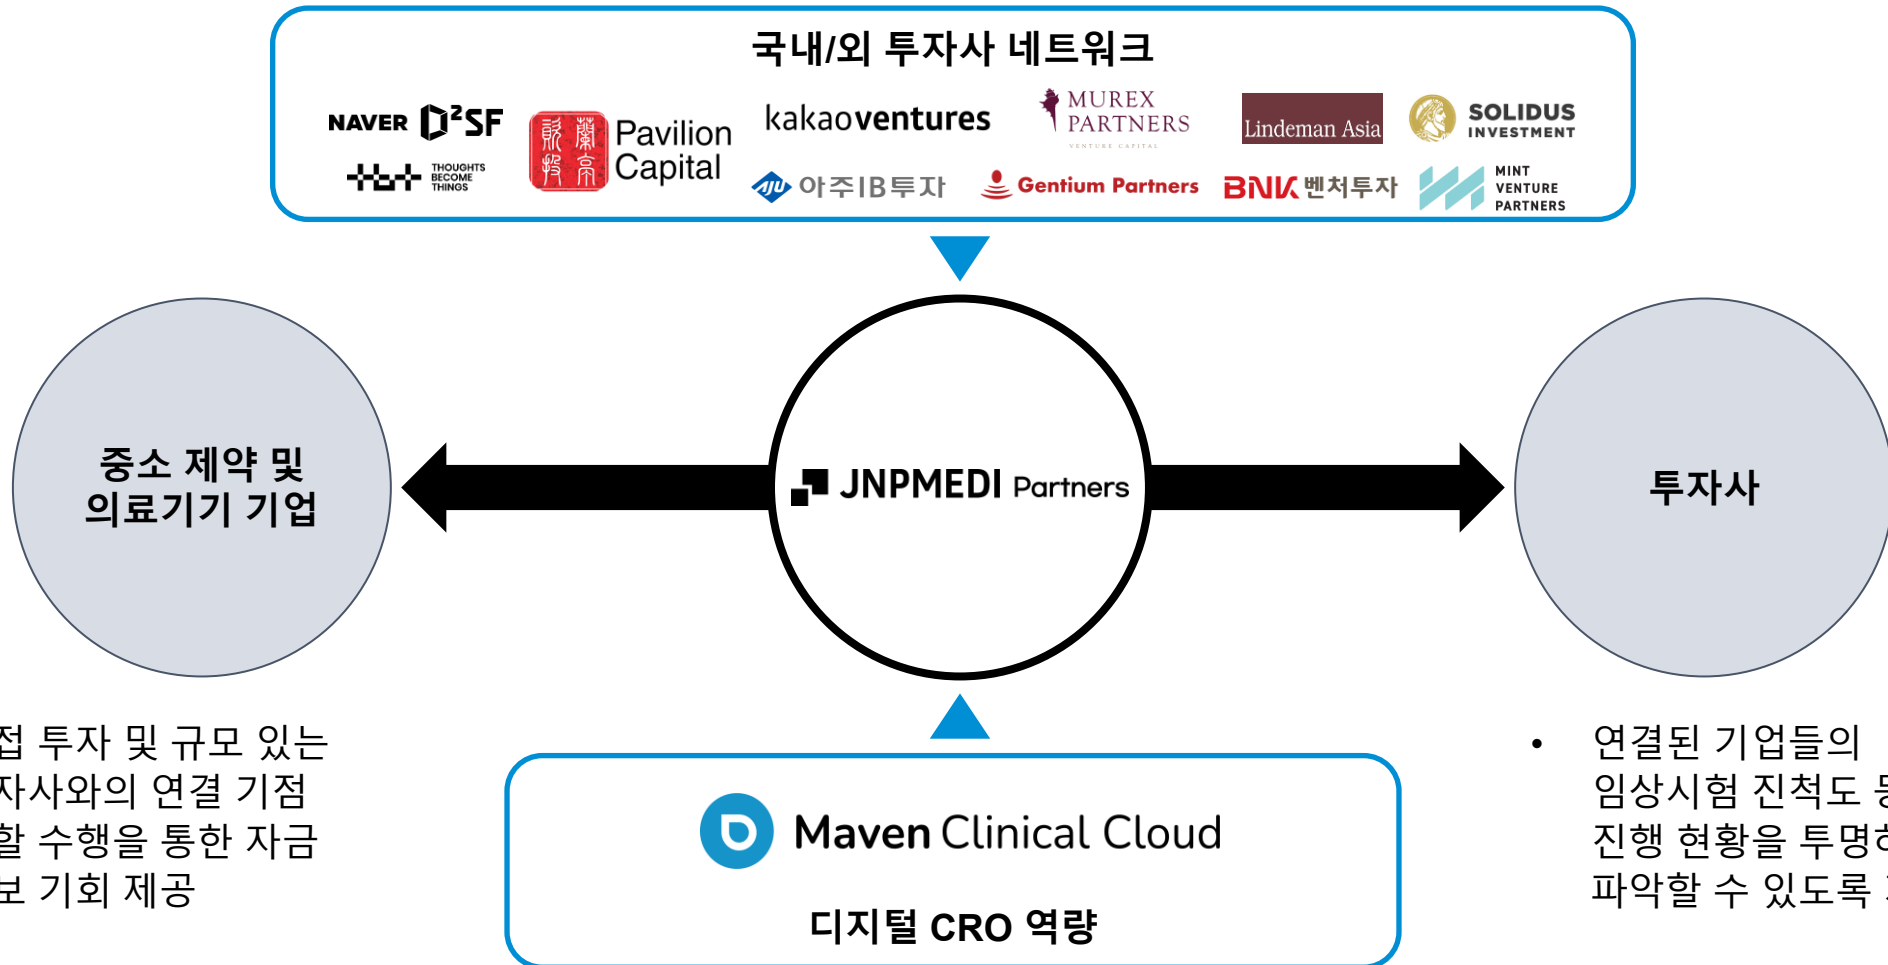 국내/외 투자사 네트워크
NAVER D²SF
THOUGHTS
BECOME
THINGS
Pavilion
Capital
kakaoventures
MUREX
PARTNERS
VENTURE CAPITAL
Lindeman Asia
SOLIDUS
INVESTMENT
AJU 아주IB투자
Gentium Partners
BNK 벤처투자
MINT
VENTURE
PARTNERS
중소 제약 및
의료기기 기업
JNPMEDI Partners
투자사
접 투자 및 규모 있는
자사와의 연결 기점
할 수행을 통한 자금
보 기회 제공
Maven Clinical Cloud
디지털 CRO 역량
• 연결된 기업들의
임상시험 진척도
진행 현황을 투명하
파악할 수 있도록